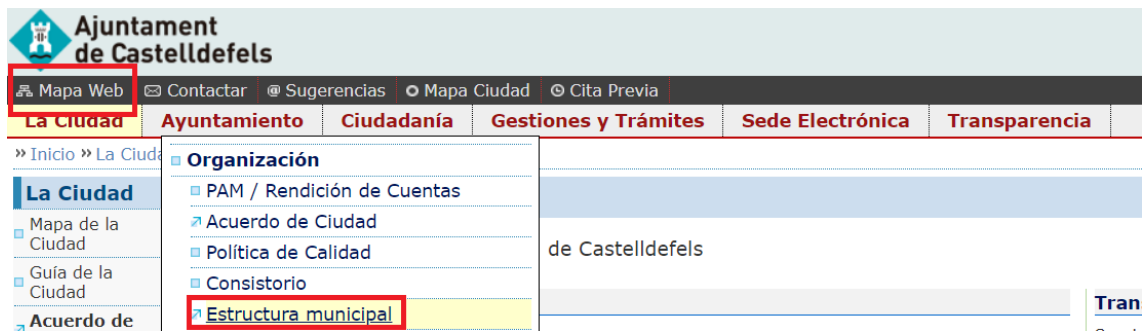 Ajuntament
de Castelldefels
Mapa Web Contactar @ Sugerencias Mapa Ciudad Cita Previa
La Ciudad Ayuntamiento Ciudadanía Gestiones y Trámites Sede Electrónica Transparencia
» Inicio » La Ciuda
Organización
La Ciudad PAM / Rendición de Cuentas
Mapa de la
Ciudad
Acuerdo de Ciudad
Política de Calidad de Castelldefels
Guía de la
Ciudad
Consistorio
Estructura municipal Trans
Acuerdo de